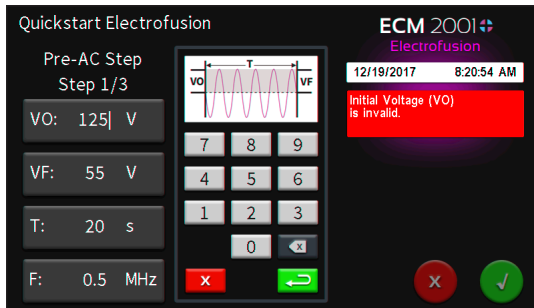 Quickstart Electrofusion
ECM 2001
Electrofusion
Pre-AC Step
Step 1/3
12/19/2017 8:20:54 AM
Initial Voltage (VO)
is invalid.
VO: 125 V
VF: 55 V
T: 20 s
F: 0.5 MHz
T
VO VF
7 8 9
4 5 6
1 2 3
0 x
x
x √